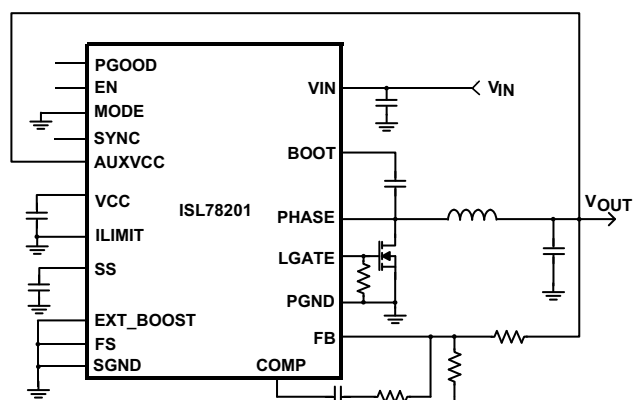 PGOOD
EN
MODE
SYNC
AUXVCC
VCC
ILIMIT
SS
EXT_BOOST
FS
SGND
ISL78201
VIN
BOOT
PHASE
LGATE
PGND
FB
COMP
VIN
VOUT